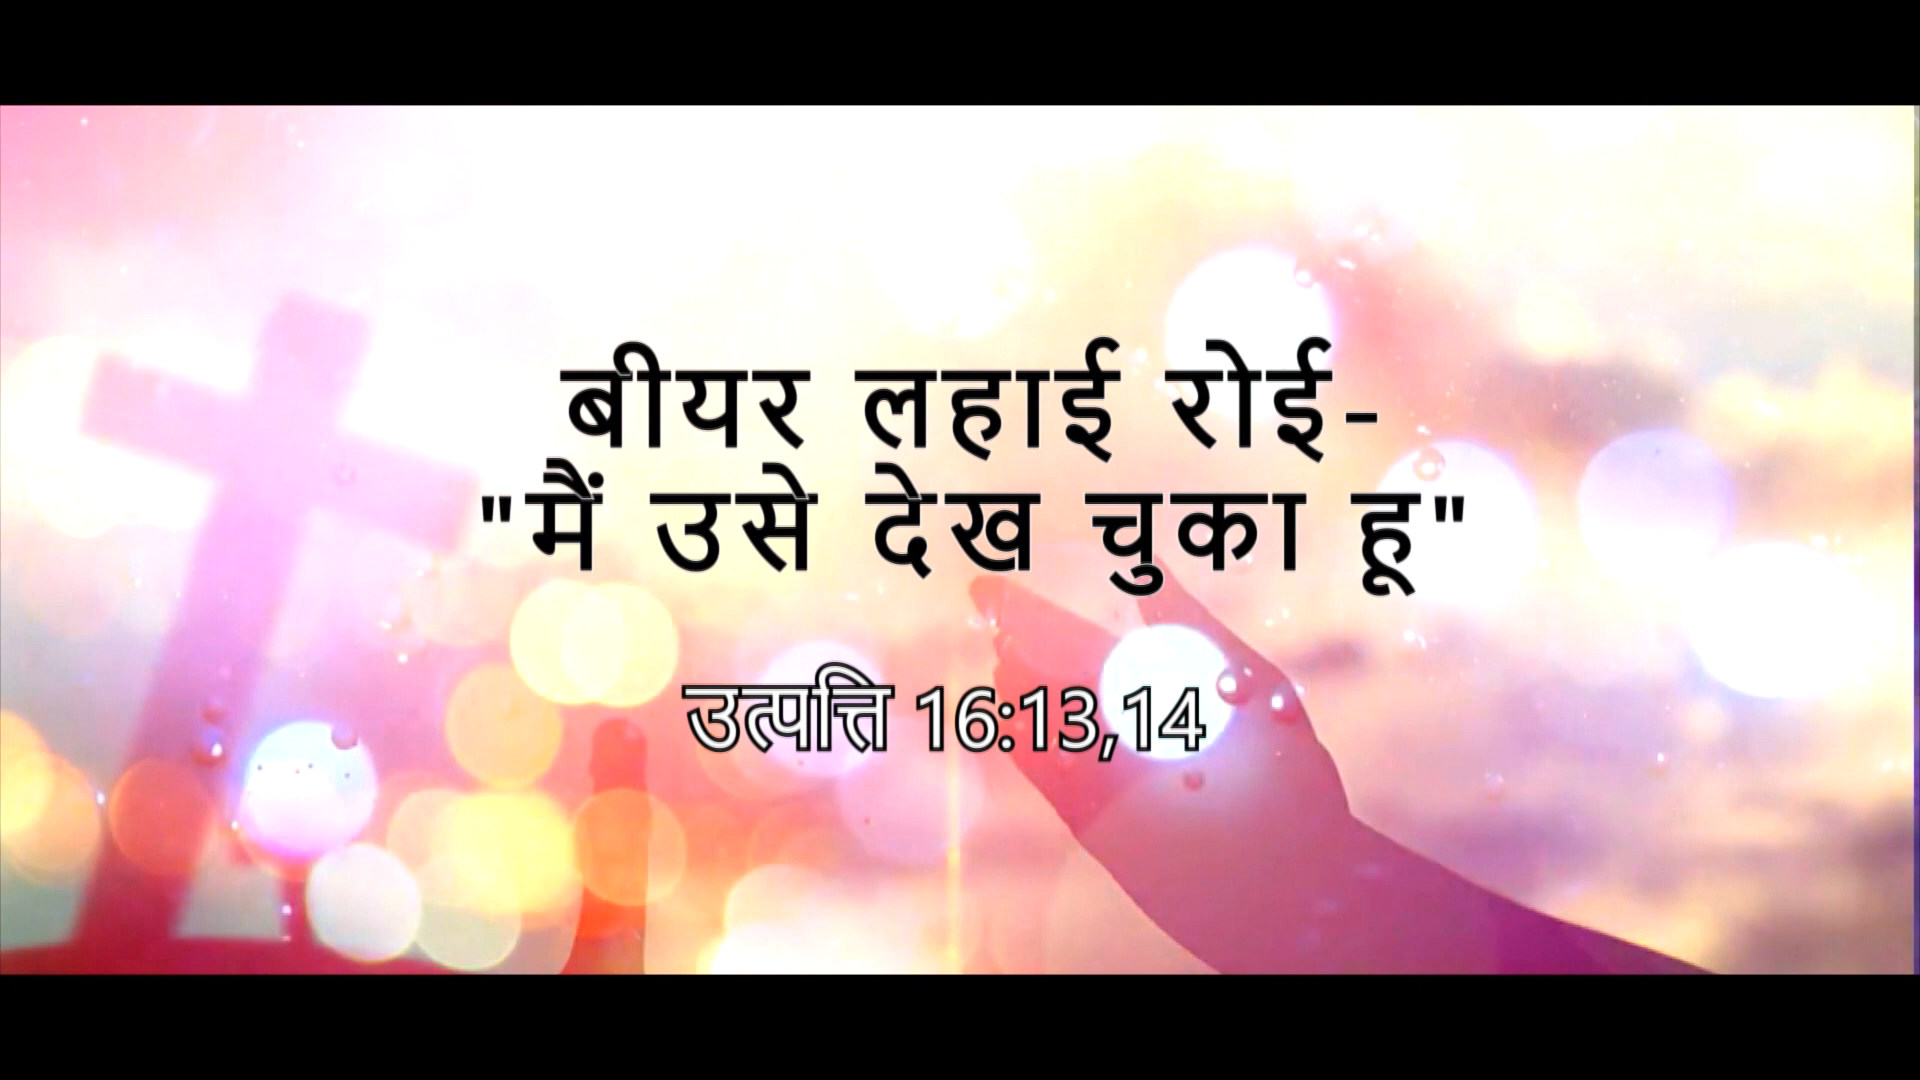 बीयर लहाई रोई-
"मैं उसे देख चुका हू"
उत्पत्ति 16:13,14